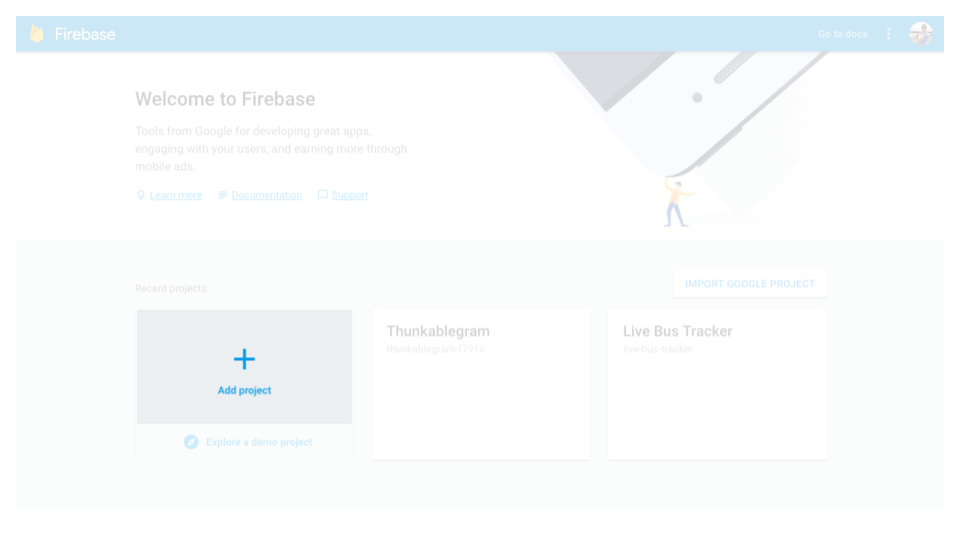 Firebase
Go to docs
Welcome to Firebase
Tools from Google for developing great apps,
engaging with your users, and earning more through
mobile ads.
Learn more
Documentation
Support
Recent projects
IMPORT GOOGLE PROJECT
Add project
Explore a demo project
Thunkablegram
thunkablegram-f791c
Live Bus Tracker
live-bus-tracker